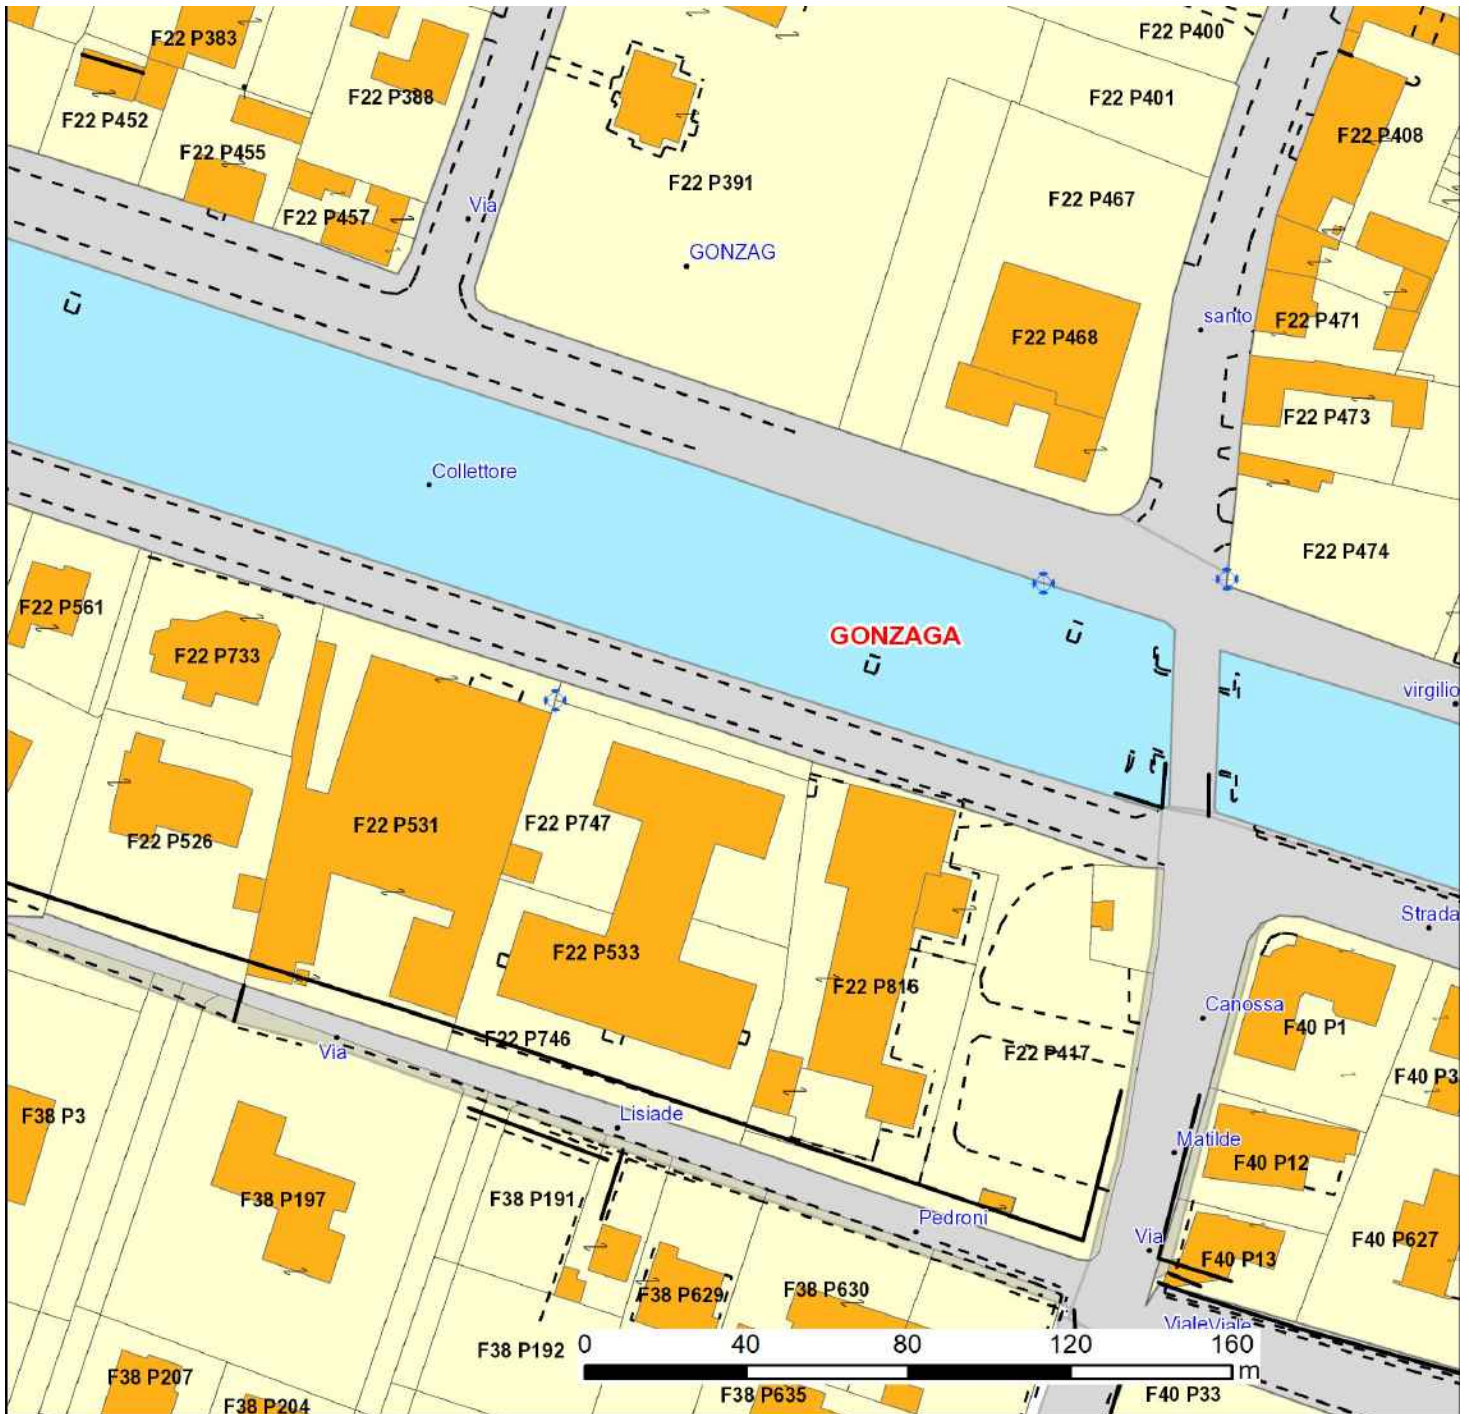 F22 P383
F22 P400
F22 P388
F22 P401
F22 P452
F22 P408
F22 P455
F22 P391
F22 P467
Via
F22 P457
GONZAG
santo
F22 P471
F22 P468
F22 P473
Collettore
F22 P474
F22 P561
GONZAGA
F22 P733
virgilio
F22 P531
F22 P747
F22 P526
Strada
F22 P533
F22 P816
Canossa
F40 P1
F22 P746
Via
F22 P417
F40 P3
F38 P3
Lisiade
Matilde
F40 P12
F38 P197
F38 P191
Pedroni
Via
F40 P627
F40 P13
F38 P629
F38 P630
VialeViale
F38 P192
0 40 80 120 160
m
F38 P207
F38 P204
F38 P635
F40 P33